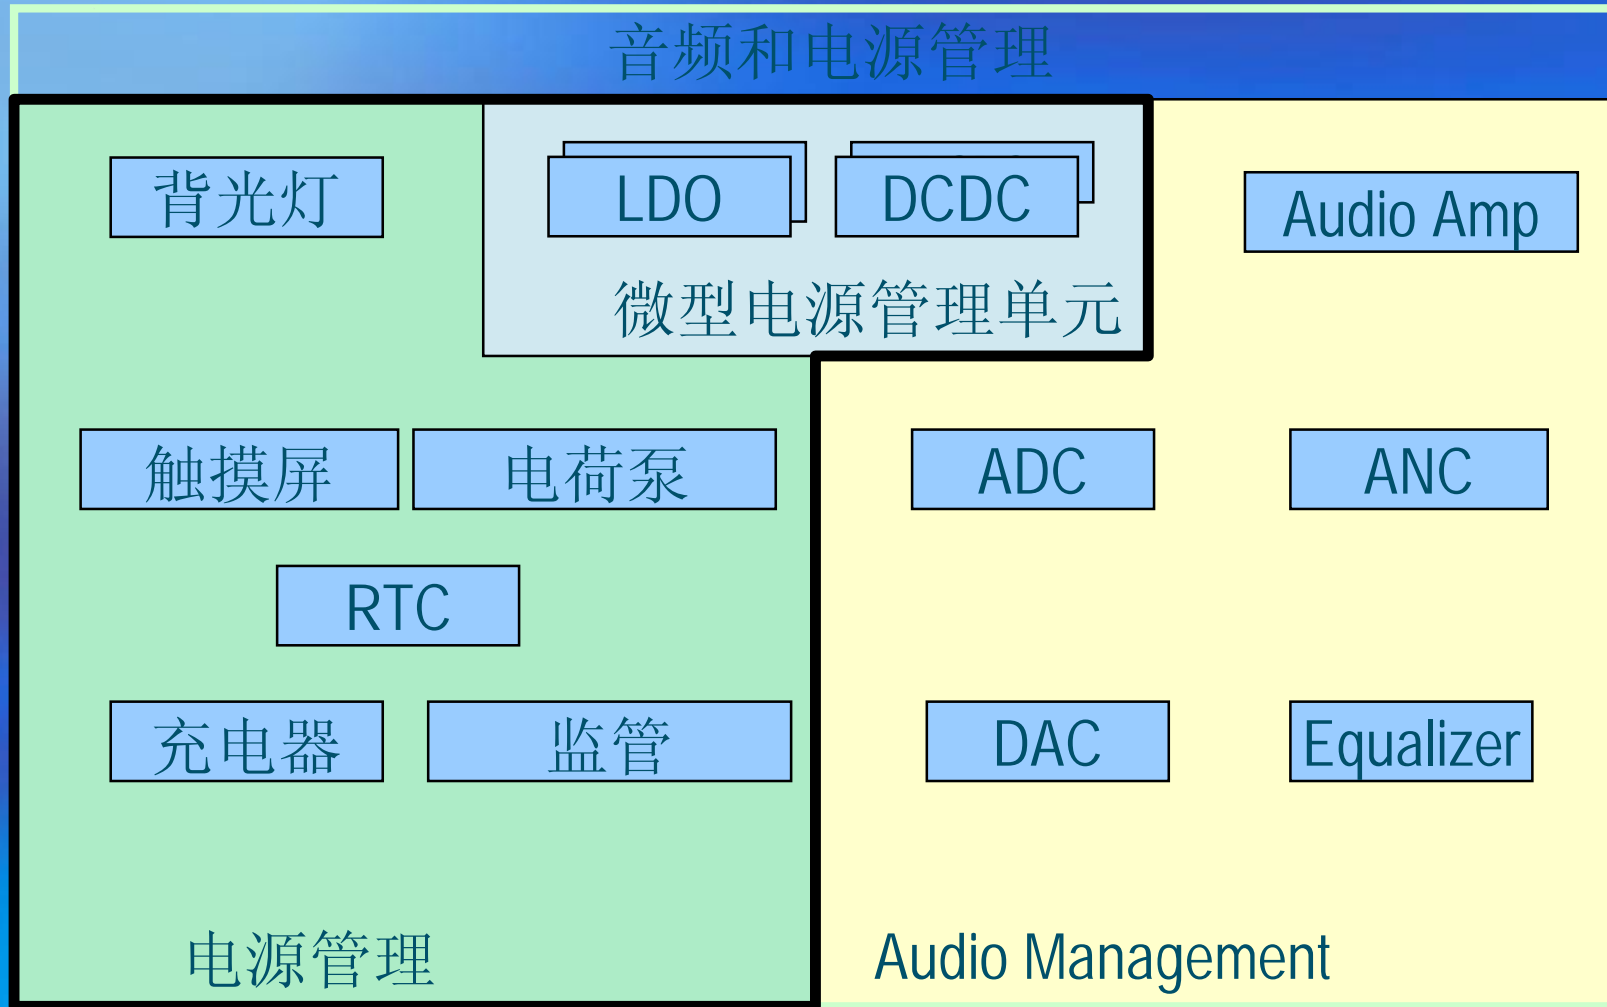 音频和电源管理
背光灯
LDO
DCDC
Audio Amp
微型电源管理单元
触摸屏
电荷泵
ADC
ANC
RTC
充电器
监管
DAC
Equalizer
电源管理
Audio Management